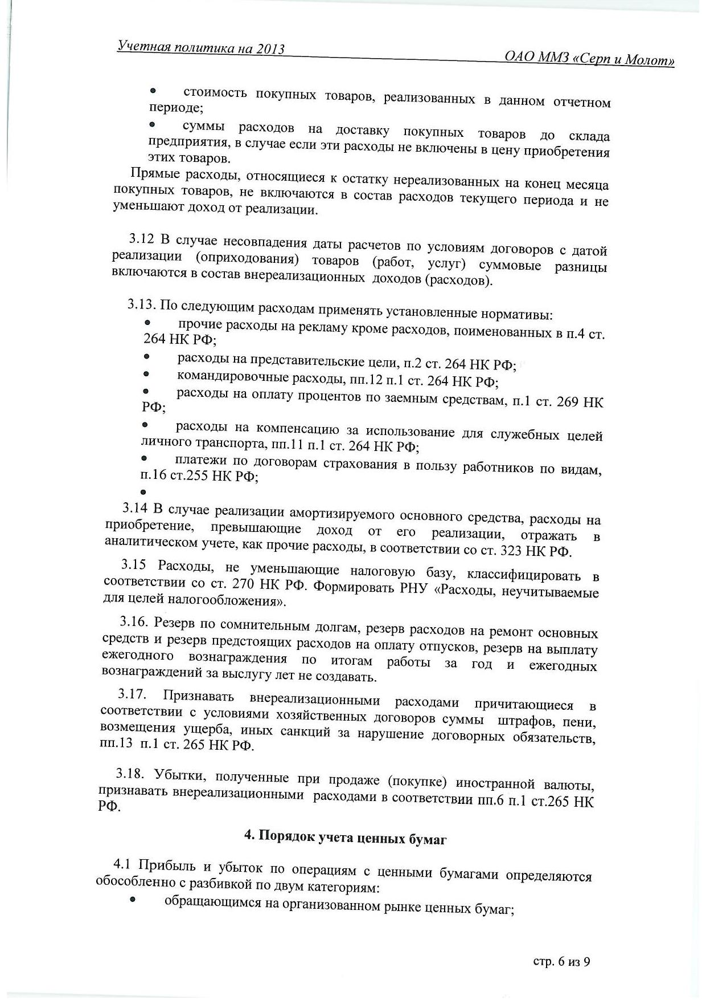 Учетная политика на 2013 ОАО ММЗ «Серп и Молот»
• стоимость покупных товаров, реализованных в данном отчетном
периоде;
• суммы расходов на доставку покупных товаров до склада
предприятия, в случае если эти расходы не включены в цену приобретения
этих товаров.
Прямые расходы, относящиеся к остатку нереализованных на конец месяца
покупных товаров, не включаются в состав расходов текущего периода и не
уменьшают доход от реализации.
3.12 В случае несовпадения даты расчетов по условиям договоров с датой
реализации (оприходования) товаров (работ, услуг) суммовые разницы
включаются в состав внереализационных доходов (расходов).
3.13. По следующим расходам применять установленные нормативы:
• прочие расходы на рекламу кроме расходов, поименованных в п.4 ст.
264 НК РФ;
• расходы на представительские цели, п.2 ст. 264 НК РФ;
• командировочные расходы, пп.12 п.1 ст. 264 НК РФ;
• расходы на оплату процентов по заемным средствам, п.1 ст. 269 НК
РФ;
• расходы на компенсацию за использование для служебных целей
личного транспорта, пп.11 п.1 ст. 264 НК РФ;
• платежи по договорам страхования в пользу работников по видам,
п.16 ст.255 НК РФ;
•
3.14 В случае реализации амортизируемого основного средства, расходы на
приобретение, превышающие доход от его реализации, отражать в
аналитическом учете, как прочие расходы, в соответствии со ст. 323 НК РФ.
3.15 Расходы, не уменьшающие налоговую базу, классифицировать в
соответствии со ст. 270 НК РФ. Формировать РНУ «Расходы, неучитываемые
для целей налогообложения».
3.16. Резерв по сомнительным долгам, резерв расходов на ремонт основных
средств и резерв предстоящих расходов на оплату отпусков, резерв на выплату
ежегодного вознаграждения по итогам работы за год и ежегодных
вознаграждений за выслугу лет не создавать.
3.17. Признавать внереализационными расходами причитающиеся в
соответствии с условиями хозяйственных договоров суммы штрафов, пени,
возмещения ущерба, иных санкций за нарушение договорных обязательств,
пп.13 п.1 ст. 265 НК РФ.
3.18. Убытки, полученные при продаже (покупке) иностранной валюты,
признавать внереализационными расходами в соответствии пп.6 п.1 ст.265 НК
РФ.
4. Порядок учета ценных бумаг
4.1 Прибыль и убыток по операциям с ценными бумагами определяются
обособленно с разбивкой по двум категориям:
• обращающимся на организованном рынке ценных бумаг;
стр. 6 из 9